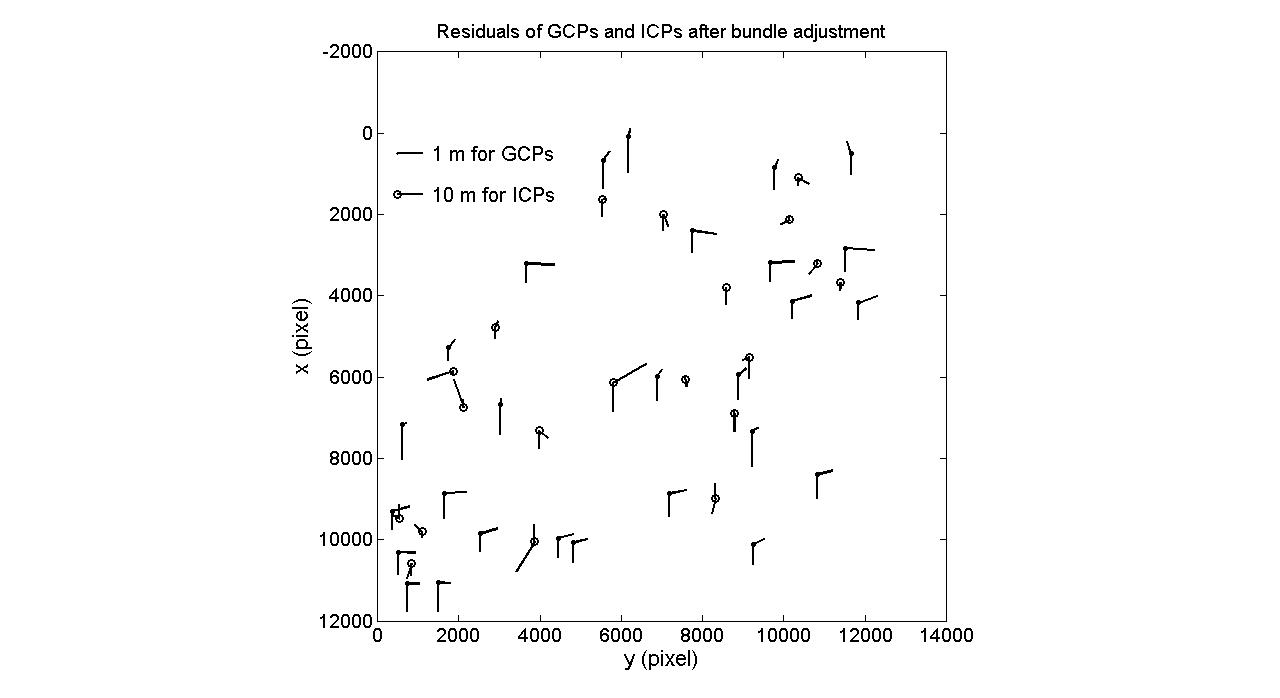 Residuals of GCPs and ICPs after bundle adjustment
-2000
0
1 m for GCPs
10 m for ICPs
2000
4000
x (pixel)
6000
8000
10000
12000
0 2000 4000 6000 8000 10000 12000 14000
y (pixel)